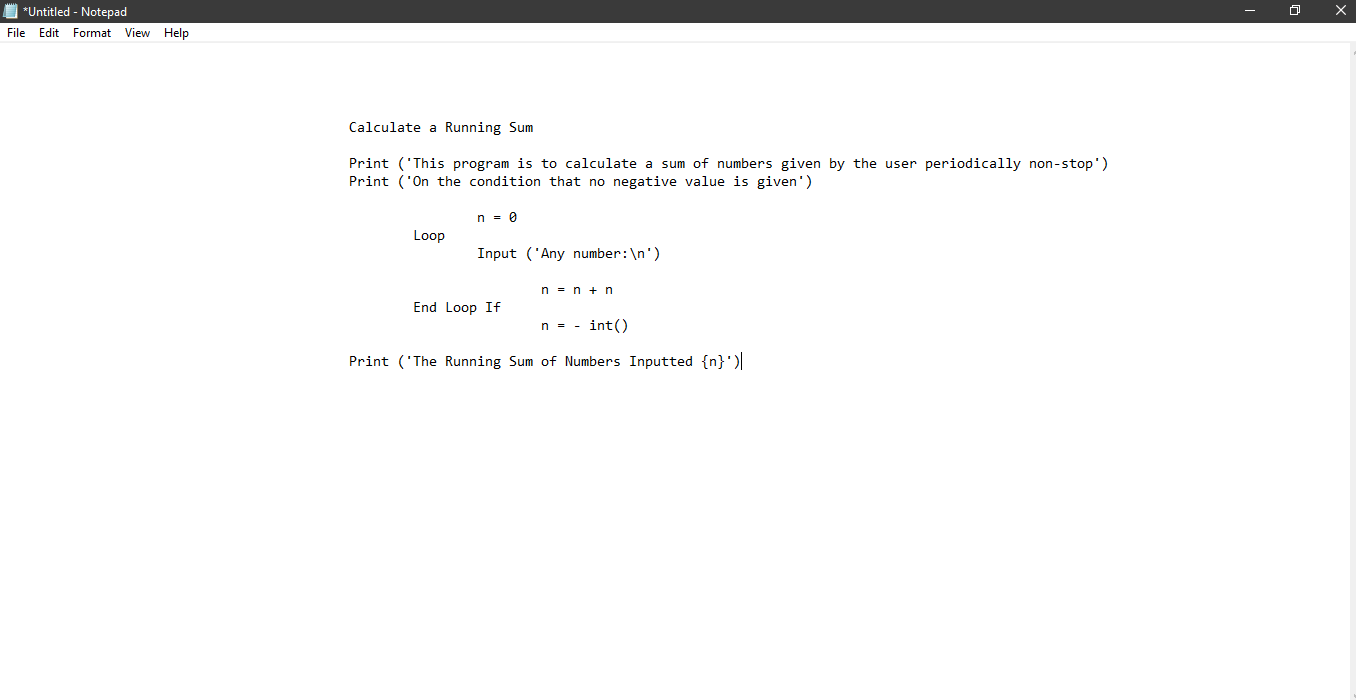 *Untitled - Notepad
File Edit Format View Help
Calculate a Running Sum
Print ('This program is to calculate a sum of numbers given by the user periodically non-stop')
Print ('On the condition that no negative value is given')
n = 0
Loop
Input ('Any number:\n')
n = n + n
End Loop If
n = - int()
Print ('The Running Sum of Numbers Inputted {n}')